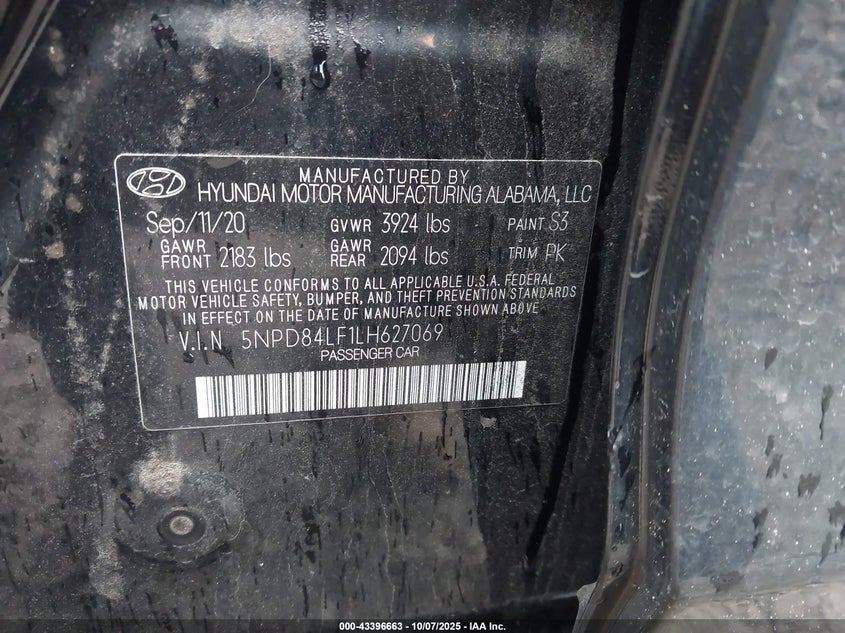 MANUFACTURED BY
HYUNDAI MOTOR MANUFACTURING ALABAMA, LLC
Sep/11/20 GVWR 3924 lbs PAINT S3
GAWR FRONT 2183 lbs GAWR REAR 2094 lbs TRIM PK
THIS VEHICLE CONFORMS TO ALL APPLICABLE U.S.A. FEDERAL
MOTOR VEHICLE SAFETY, BUMPER, AND THEFT PREVENTION STANDARDS
IN EFFECT ON THE DATE OF MANUFACTURE SHOWN ABOVE
V.I.N. 5NPD84LF1LH627069
PASSENGER CAR
000-43396663 - 10/07/2025 - IAA Inc.